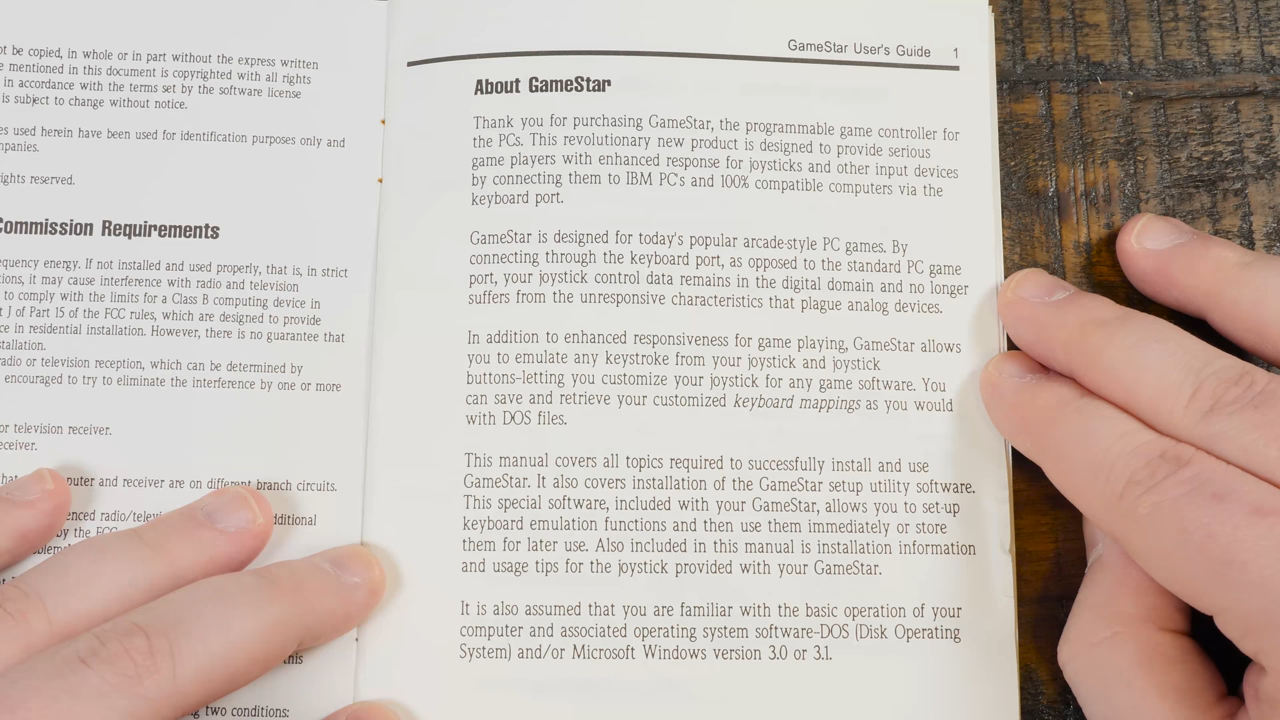 ot be copied, in whole or in part without the express written
e mentioned in this document is copyrighted with all rights
in accordance with the terms set by the software license
is subject to change without notice.
es used herein have been used for identification purposes only and
mpanies.
ights reserved.
Commission Requirements
equency energy. If not installed and used properly, that is, in strict
tions, it may cause interference with radio and television
to comply with the limits for a Class B computing device in
t J of Part 15 of the FCC rules, which are designed to provide
ce in residential installation. However, there is no guarantee that
stallation.
radio or television reception, which can be determined by
encouraged to try to eliminate the interference by one or more
or television receiver.
eceiver.
puter and receiver are on different branch circuits.
enced radio/telev dditional
by the FCC
this
g two conditions:
GameStar User's Guide 1
About GameStar
Thank you for purchasing GameStar, the programmable game controller for
the PCs. This revolutionary new product is designed to provide serious
game players with enhanced response for joysticks and other input devices
by connecting them to IBM PC's and 100% compatible computers via the
keyboard port.
GameStar is designed for today's popular arcade-style PC games. By
connecting through the keyboard port, as opposed to the standard PC game
port, your joystick control data remains in the digital domain and no longer
suffers from the unresponsive characteristics that plague analog devices.
In addition to enhanced responsiveness for game playing, GameStar allows
you to emulate any keystroke from your joystick and joystick
buttons-letting you customize your joystick for any game software. You
can save and retrieve your customized keyboard mappings as you would
with DOS files.
This manual covers all topics required to successfully install and use
GameStar. It also covers installation of the GameStar setup utility software.
This special software, included with your GameStar, allows you to set-up
keyboard emulation functions and then use them immediately or store
them for later use. Also included in this manual is installation information
and usage tips for the joystick provided with your GameStar.
It is also assumed that you are familiar with the basic operation of your
computer and associated operating system software-DOS (Disk Operating
System) and/or Microsoft Windows version 3.0 or 3.1.